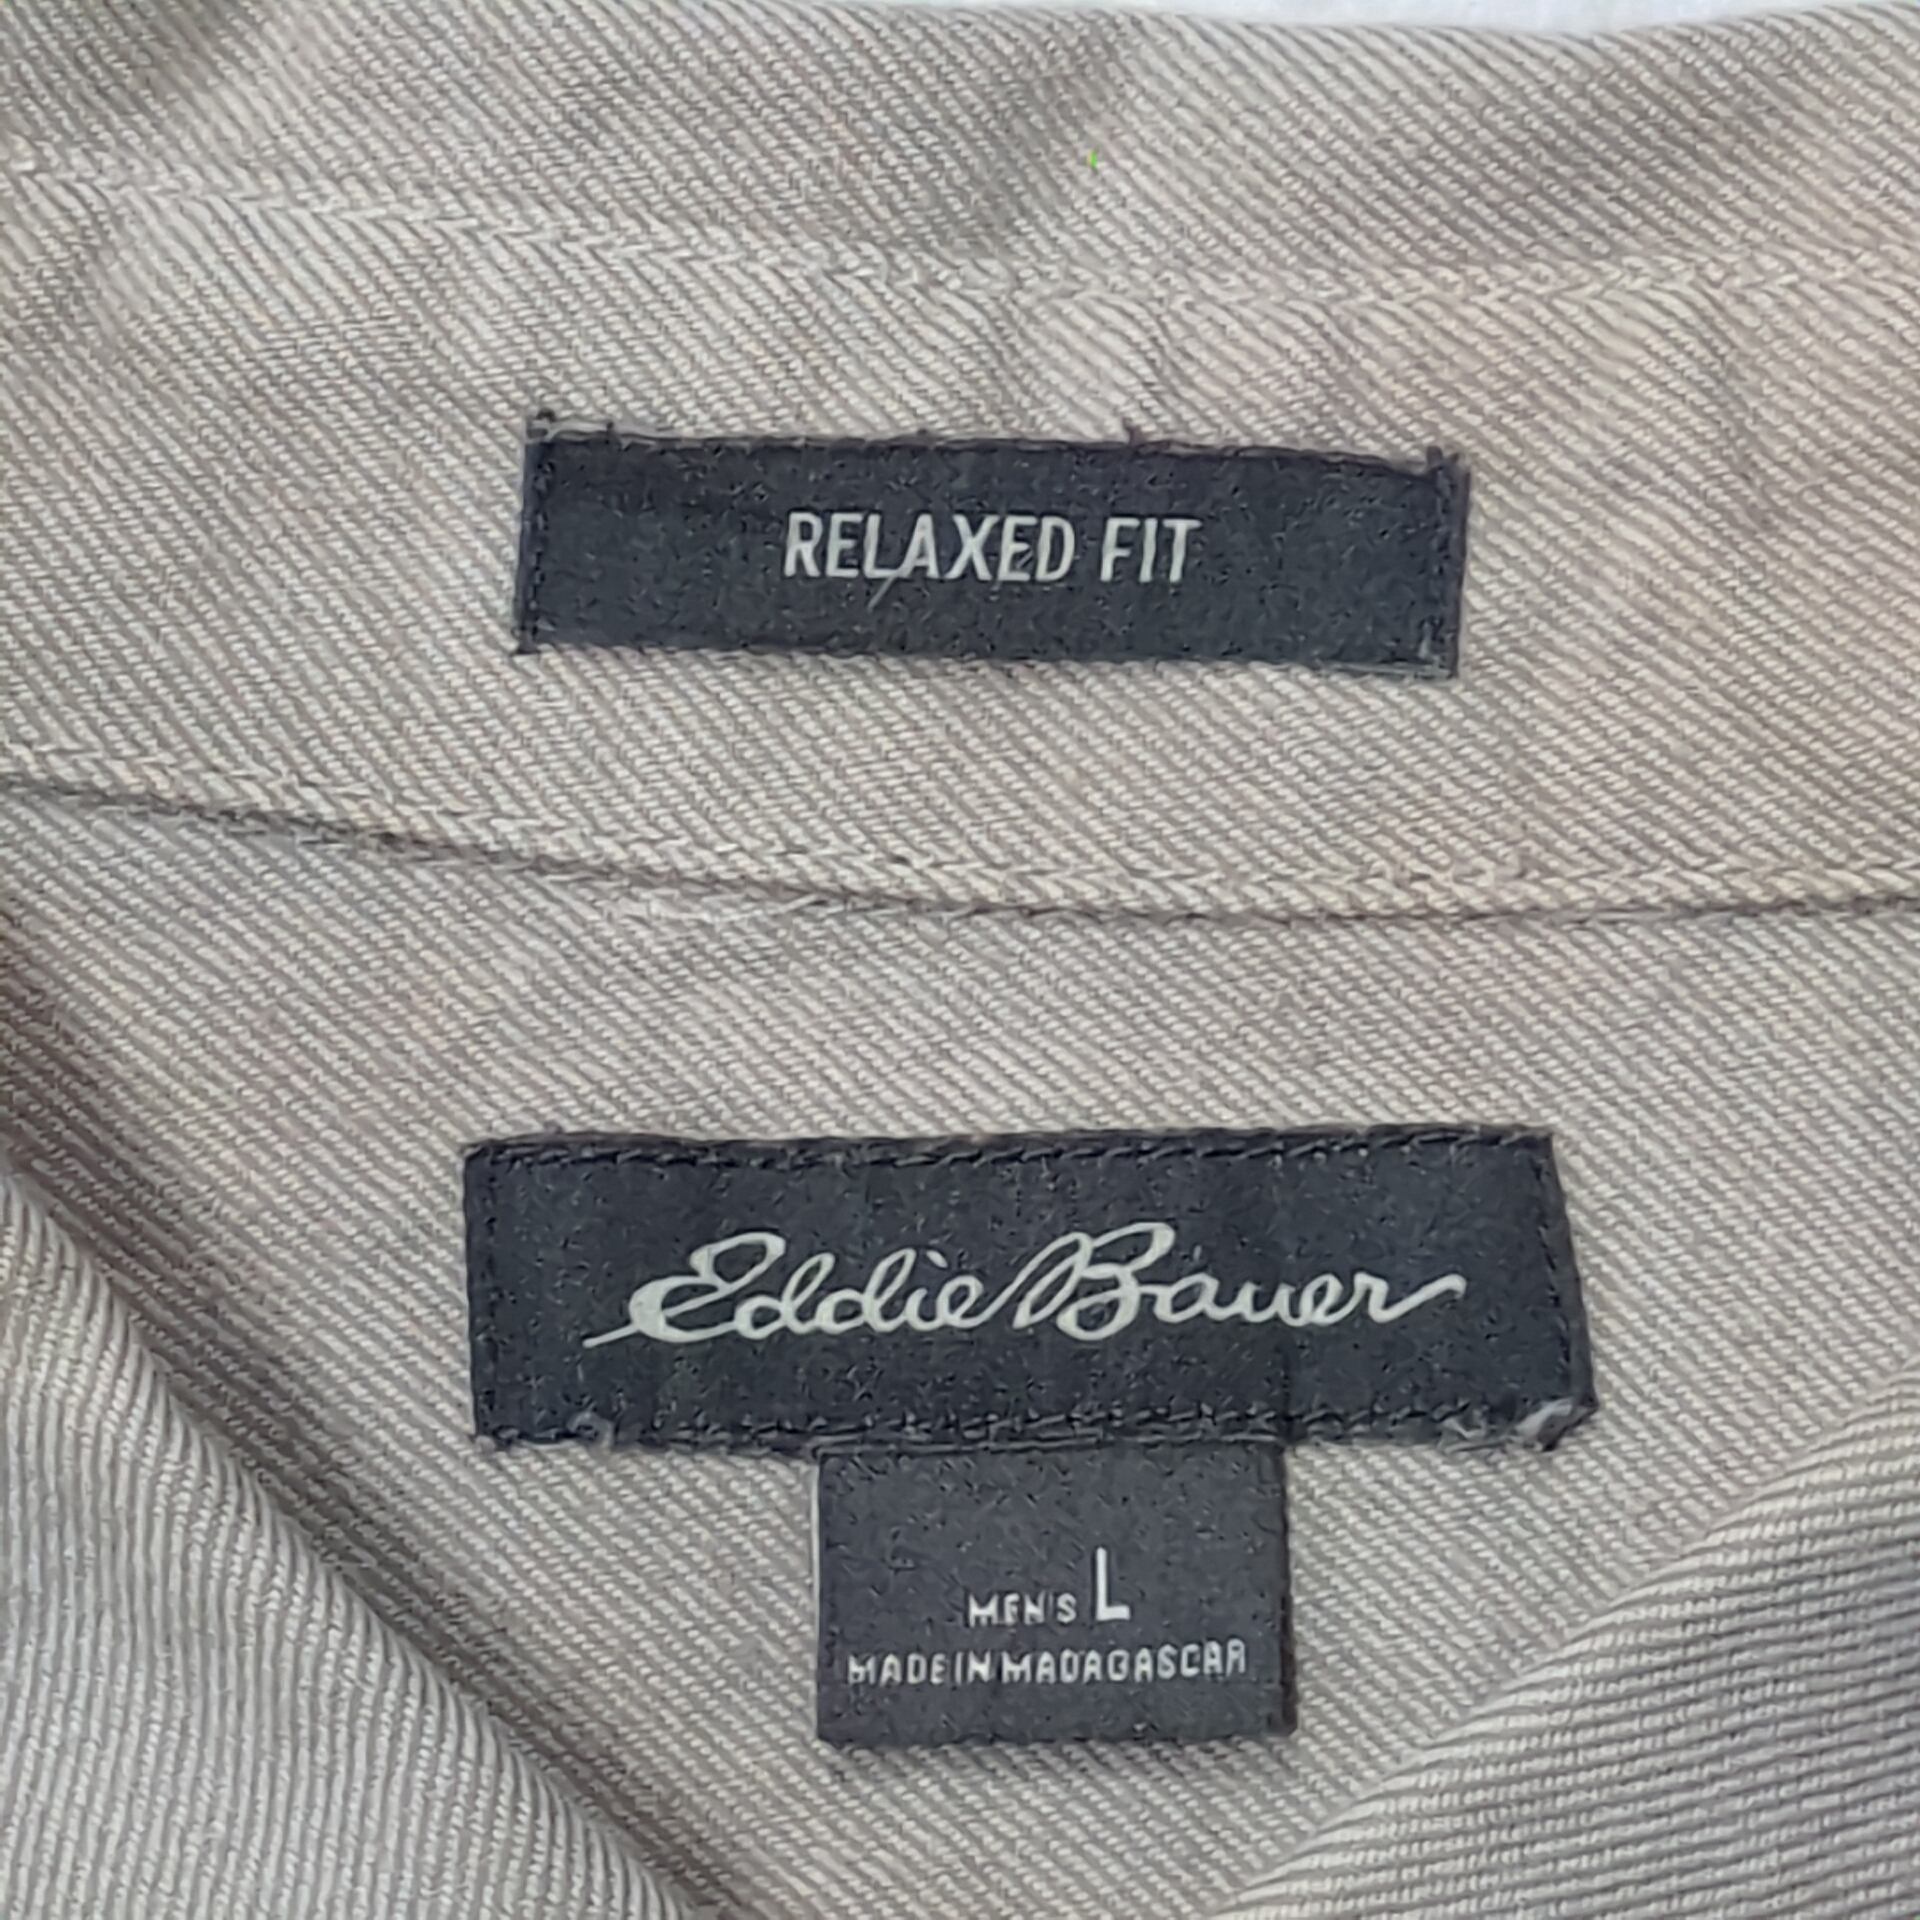 RELAXED FIT
Eddie Bauer
MEN'S L
MADE IN MADAGASCAR